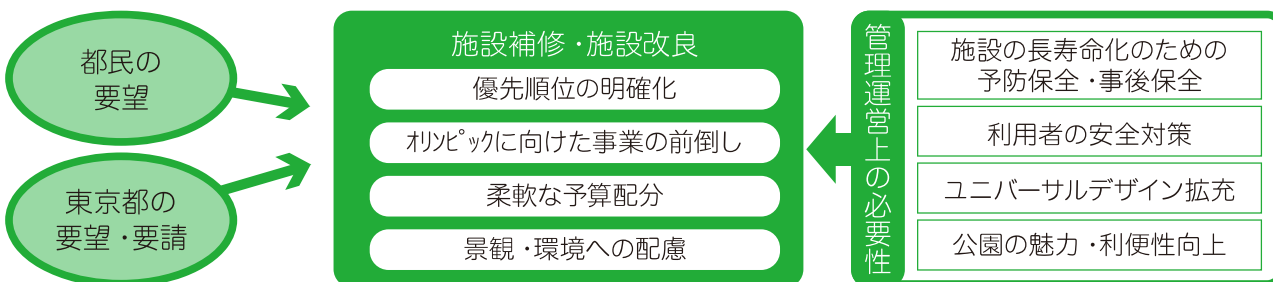 都民の
要望
東京都の
要望・要請
施設補修・施設改良
優先順位の明確化
オリンピックに向けた事業の前倒し
柔軟な予算配分
景観・環境への配慮
管理運営上の必要性
施設の長寿命化のための
予防保全・事後保全
利用者の安全対策
ユニバーサルデザイン拡充
公園の魅力・利便性向上